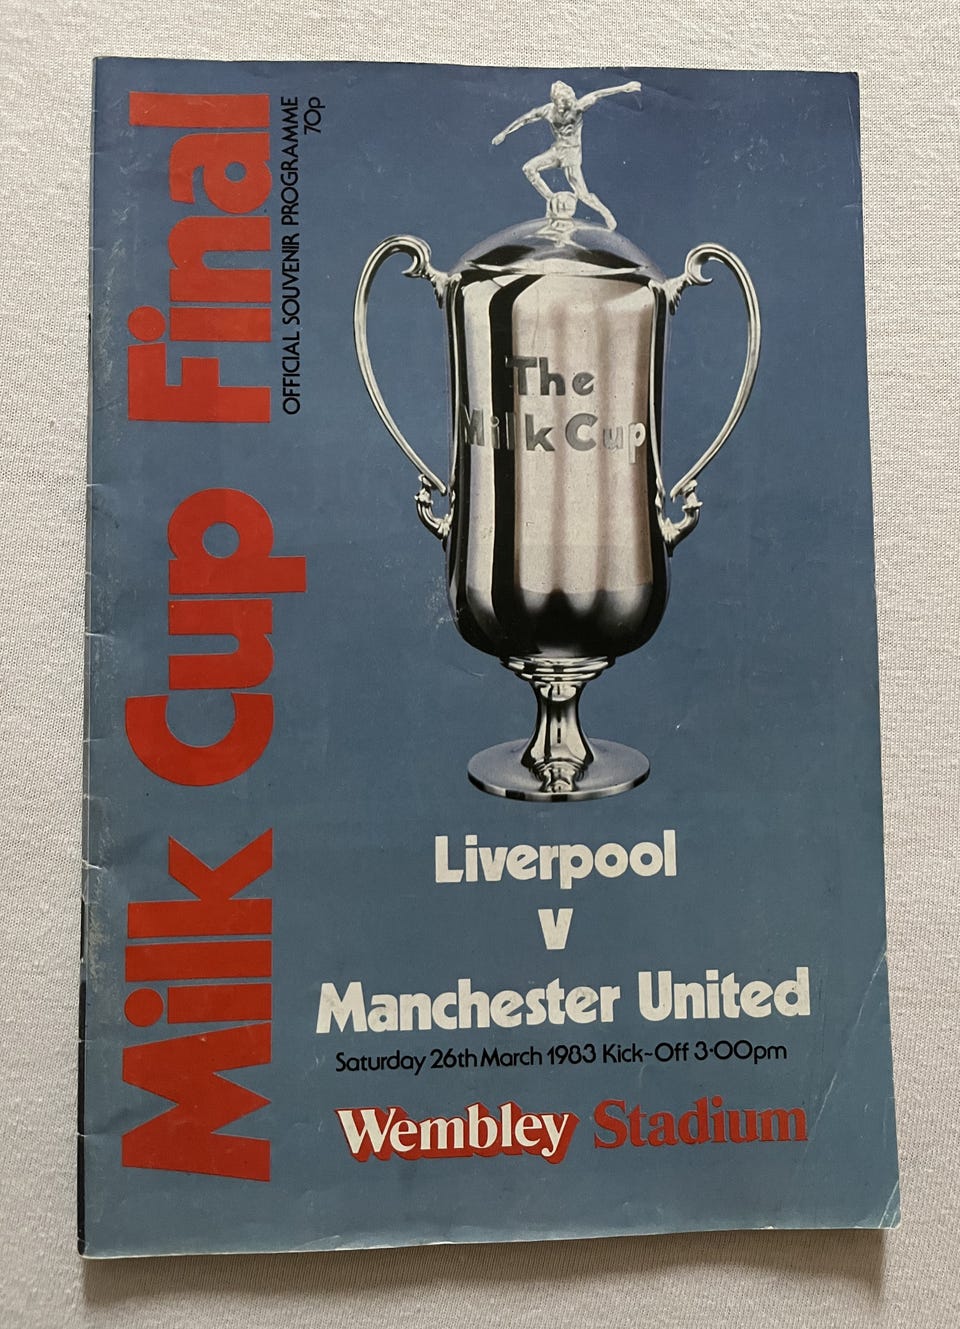 Milk Cup Final
OFFICIAL SOUVENIR PROGRAMME
70p
The
Milk Cup
Liverpool
v
Manchester United
Saturday 26th March 1983 Kick~Off 3·00pm
Wembley Stadium